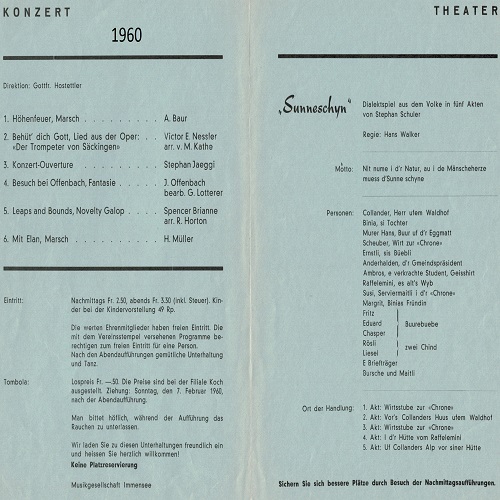 KONZERT
1960
Direktion: Gottfr. Hostettler
1. Höhenfeuer, Marsch . . . . . . . . . A. Baur
2. Behüt' dich Gott, Lied aus der Oper: . . Victor E. Nessler
«Der Trompeter von Säckingen» arr. v. M. Kathe
3. Konzert-Ouverture . . . . . . . . . Stephan Jaeggi
4. Besuch bei Offenbach, Fantasie . . . . . J. Offenbach
bearb. G. Lotterer
5. Leaps and Bounds, Novelty Galop . . . . Spencer Brianne
arr. R. Horton
6. Mit Elan, Marsch . . . . . . . . . . H. Müller
Eintritt: Nachmittags Fr. 2.50, abends Fr. 3.50 (inkl. Steuer). Kin-
der bei der Kindervorstellung 49 Rp.
Die werten Ehrenmitglieder haben freien Eintritt. Die
mit dem Vereinsstempel versehenen Programme be-
rechtigen zum freien Eintritt für eine Person.
Nach den Abendaufführungen gemütliche Unterhaltung
und Tanz.
Tombola: Lospreis Fr. —.50. Die Preise sind bei der Filiale Koch
ausgestellt. Ziehung: Sonntag, den 7. Februar 1960,
nach der Abendaufführung.
Man bittet höflich, während der Aufführung das
Rauchen zu unterlassen.
Wir laden Sie zu diesen Unterhaltungen freundlich ein
und heissen Sie herzlich willkommen!
Keine Platzreservierung
Musikgesellschaft Immensee
THEATER
„Sunneschyn“ Dialektspiel aus dem Volke in fünf Akten
von Stephan Schuler
Regie: Hans Walker
Motto: Nit nume i d'r Natur, au i de Mänscheherze
muess d'Sunne schyne
Personen: Collander, Herr utem Waldhof
Binia, si Tochter
Murer Hans, Buur uf d'r Eggmatt
Scheuber, Wirt zur «Chrone»
Ernstli, sis Büebli
Anderhalden, d'r Gmeindspräsident
Ambros, e verkrachte Student, Geisshirt
Raffelemini, es alt's Wyb
Susi, Serviermaitli i d'r «Chrone»
Margrit, Binias Fründin
Fritz
Eduard Buurebuebe
Chasper
Rösli
Liesel zwei Chind
E Briefträger
Bursche und Maitli
Ort der Handlung: 1. Akt: Wirtsstube zur «Chrone»
2. Akt: Vor's Collanders Huus ufem Waldhof
3. Akt: Wirtsstube zur «Chrone»
4. Akt: I d'r Hütte vom Raffelemini
5. Akt: Uf Collanders Alp vor siner Hütte
Sichern Sie sich bessere Plätze durch Besuch der Nachmittagsaufführungen.